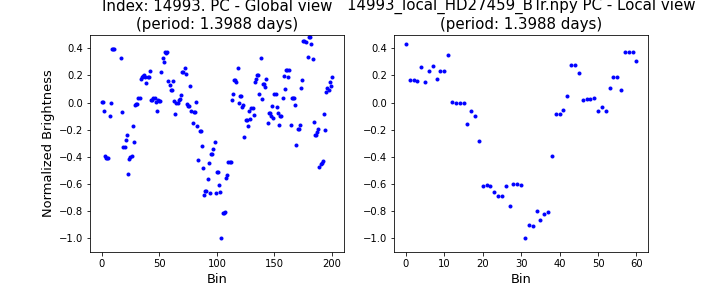 Index: 14993. PC - Global view
(period: 1.3988 days)
14993_local_HD27459_BTr.npy PC - Local view
(period: 1.3988 days)
Normalized Brightness
0.4
0.2
0.0
−0.2
−0.4
−0.6
−0.8
−1.0
0 50 100 150 200
Bin
0.4
0.2
0.0
−0.2
−0.4
−0.6
−0.8
−1.0
0 10 20 30 40 50 60
Bin